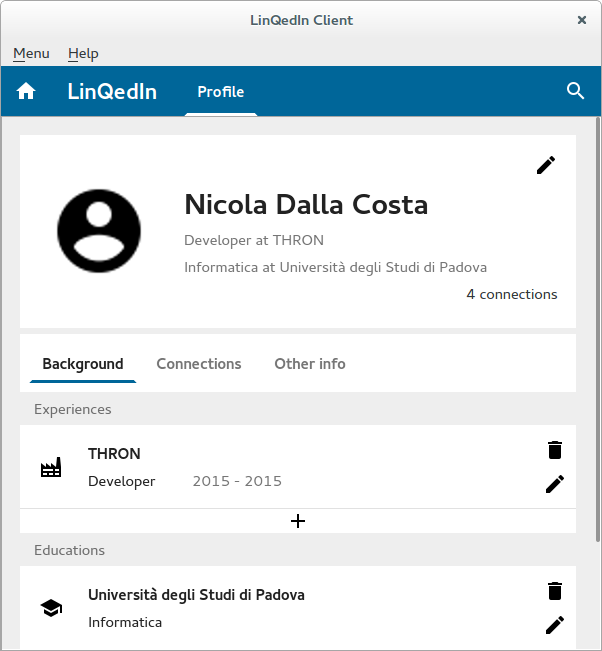 LinQedIn Client
Menu Help
LinQedIn Profile
Nicola Dalla Costa
Developer at THRON
Informatica at Università degli Studi di Padova
4 connections
Background Connections Other info
Experiences
THRON
Developer 2015 - 2015
Educations
Università degli Studi di Padova
Informatica